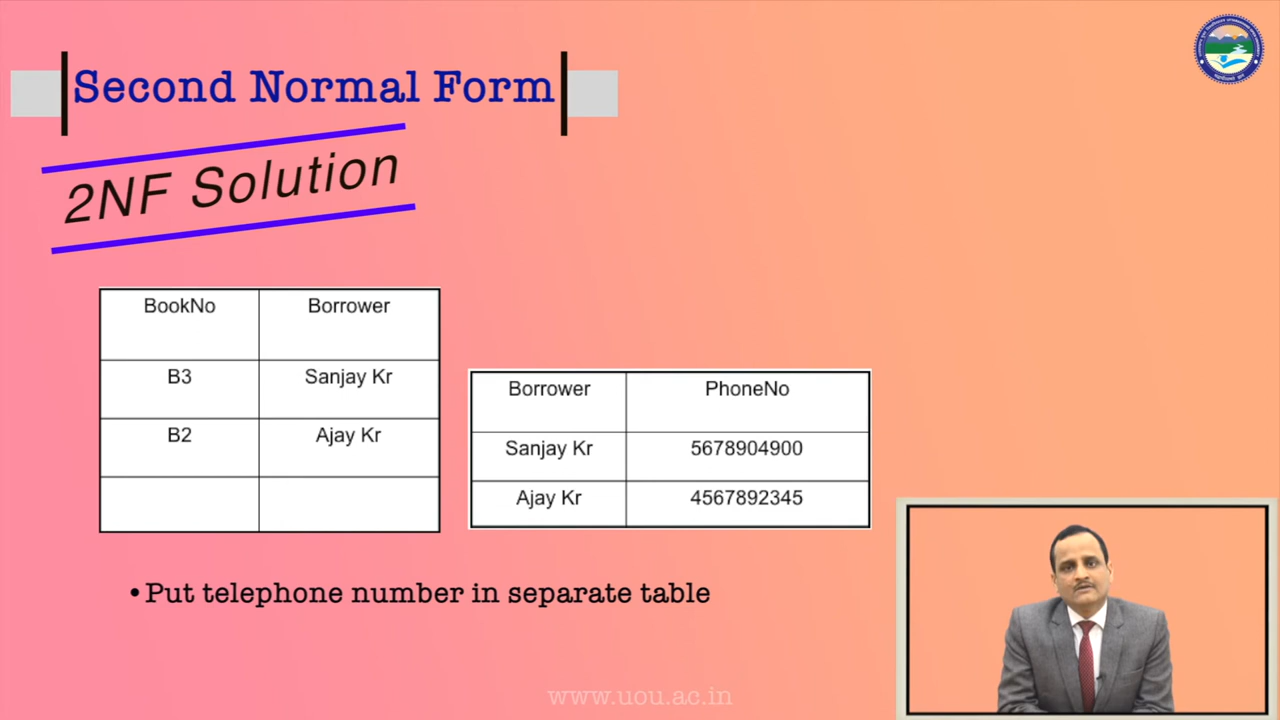 Second Normal Form
2NF Solution
BookNo Borrower
B3 Sanjay Kr
B2 Ajay Kr
Borrower PhoneNo
Sanjay Kr 5678904900
Ajay Kr 4567892345
•Put telephone number in separate table
www.uou.ac.in